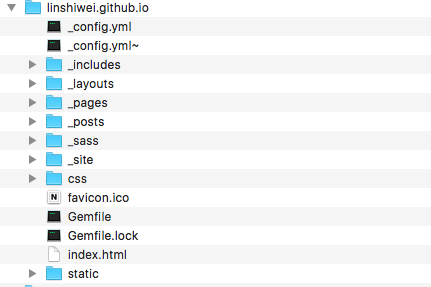 linshiwei.github.io
_config.yml
_config.yml~
_includes
_layouts
_pages
_posts
_sass
_site
css
N
favicon.ico
Gemfile
Gemfile.lock
index.html
static